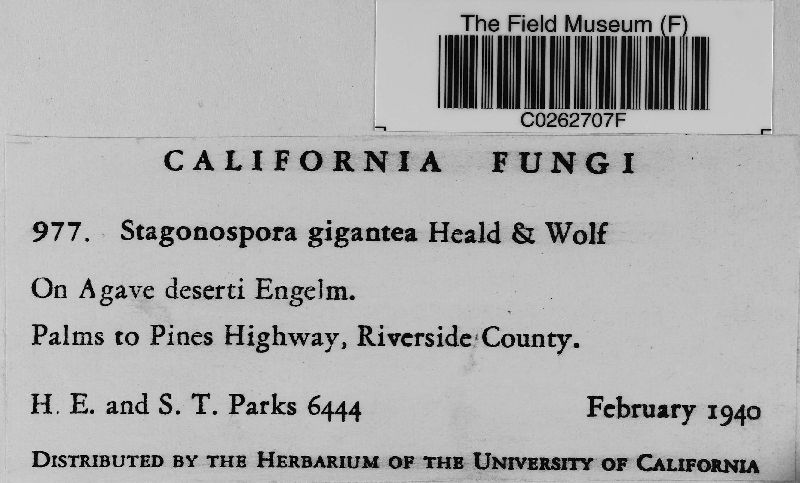 The Field Museum (F)
C0262707F
CALIFORNIA FUNGI
977. Stagonospora gigantea Heald & Wolf
On Agave deserti Engelm.
Palms to Pines Highway, Riverside County.
H. E. and S. T. Parks 6444 February 1940
DISTRIBUTED BY THE HERBARIUM OF THE UNIVERSITY OF CALIFORNIA